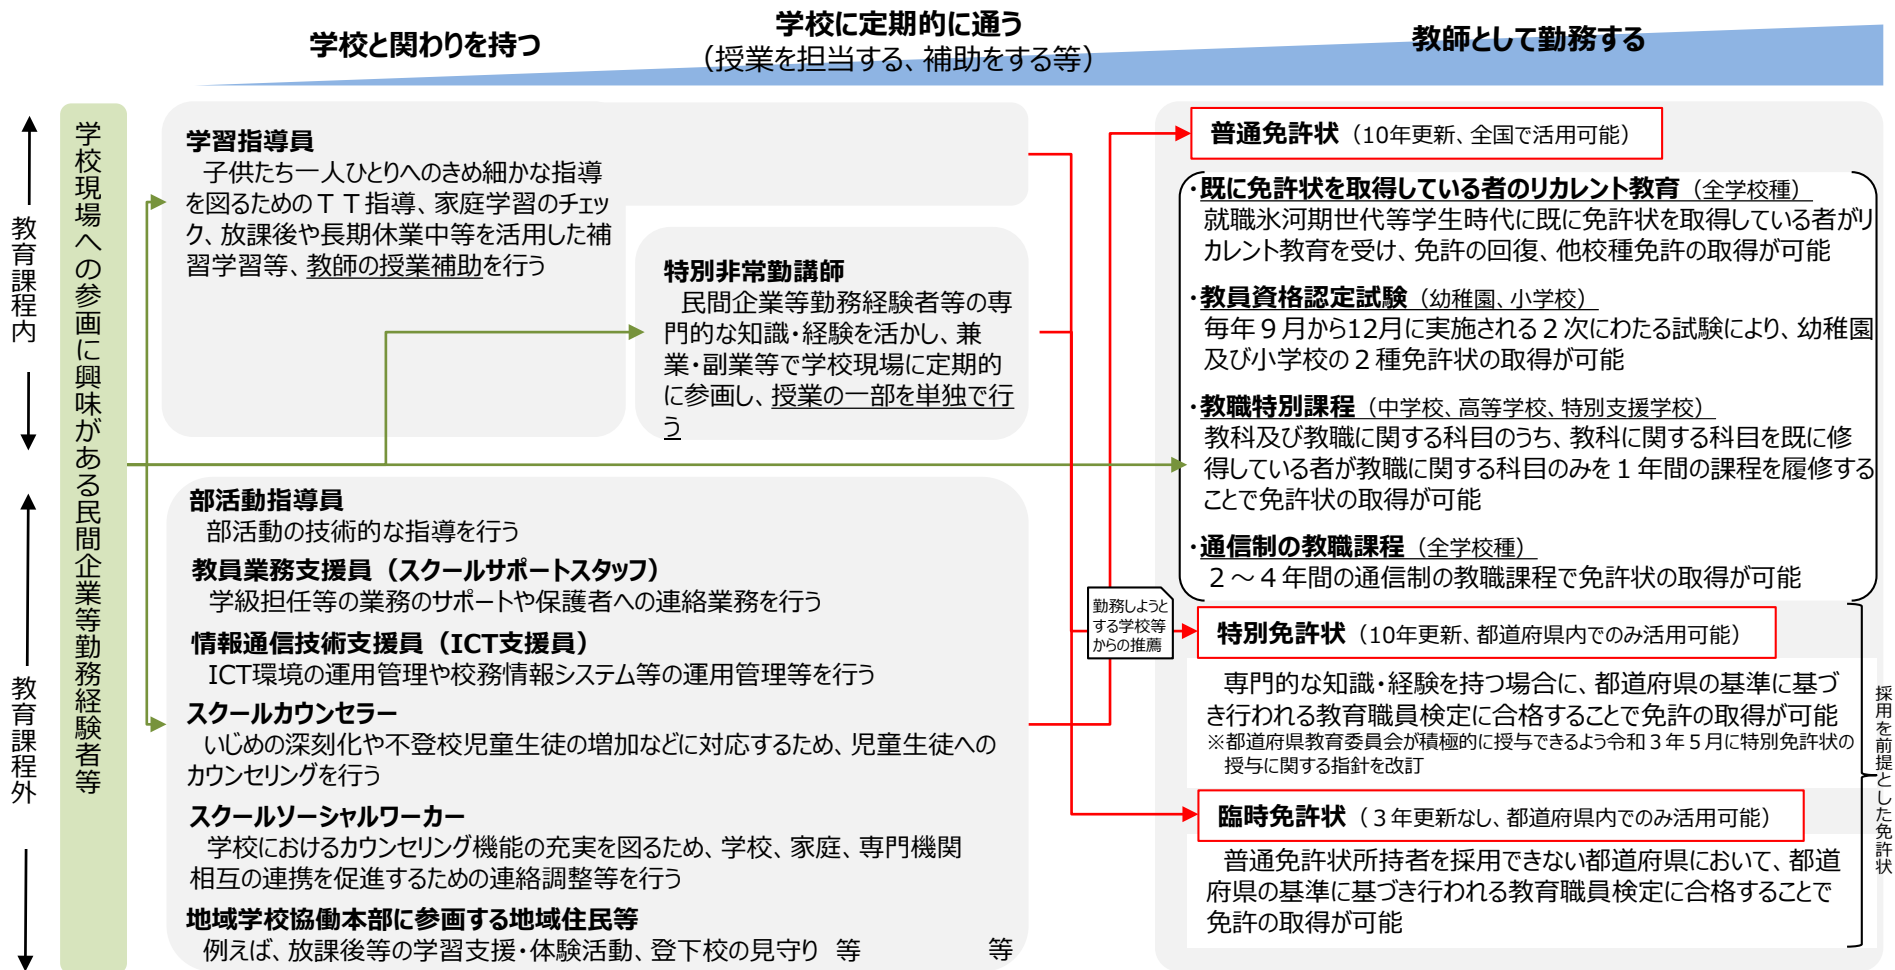 学校と関わりを持つ
学校に定期的に通う
（授業を担当する、補助をする等）
教師として勤務する
教育課程内
教育課程外
学校現場への参画に興味がある民間企業等勤務経験者等
学習指導員
子供たち一人ひとりへのきめ細かな指導
を図るためのＴＴ指導、家庭学習のチェッ
ク、放課後や長期休業中等を活用した補
習学習等、教師の授業補助を行う
特別非常勤講師
民間企業等勤務経験者等の専
門的な知識・経験を活かし、兼
業・副業等で学校現場に定期的
に参画し、授業の一部を単独で行
う
部活動指導員
部活動の技術的な指導を行う
教員業務支援員（スクールサポートスタッフ）
学級担任等の業務のサポートや保護者への連絡業務を行う
情報通信技術支援員（ICT支援員）
ICT環境の運用管理や校務情報システム等の運用管理等を行う
スクールカウンセラー
いじめの深刻化や不登校児童生徒の増加などに対応するため、児童生徒への
カウンセリングを行う
スクールソーシャルワーカー
学校におけるカウンセリング機能の充実を図るため、学校、家庭、専門機関
相互の連携を促進するための連絡調整等を行う
地域学校協働本部に参画する地域住民等
例えば、放課後等の学習支援・体験活動、登下校の見守り　等　　　　　等
勤務しようと
する学校等
からの推薦
普通免許状（10年更新、全国で活用可能）
・既に免許状を取得している者のリカレント教育（全学校種）
就職氷河期世代等学生時代に既に免許状を取得している者がリ
カレント教育を受け、免許の回復、他校種免許の取得が可能
・教員資格認定試験（幼稚園、小学校）
毎年９月から12月に実施される２次にわたる試験により、幼稚園
及び小学校の２種免許状の取得が可能
・教職特別課程（中学校、高等学校、特別支援学校）
教科及び教職に関する科目のうち、教科に関する科目を既に修
得している者が教職に関する科目のみを１年間の課程を履修する
ことで免許状の取得が可能
・通信制の教職課程（全学校種）
２～４年間の通信制の教職課程で免許状の取得が可能
特別免許状（10年更新、都道府県内でのみ活用可能）
専門的な知識・経験を持つ場合に、都道府県の基準に基づ
き行われる教育職員検定に合格することで免許の取得が可能
※都道府県教育委員会が積極的に授与できるよう令和３年５月に特別免許状の
授与に関する指針を改訂
臨時免許状（３年更新なし、都道府県内でのみ活用可能）
普通免許状所持者を採用できない都道府県において、都道
府県の基準に基づき行われる教育職員検定に合格することで
免許の取得が可能
採用を前提とした免許状